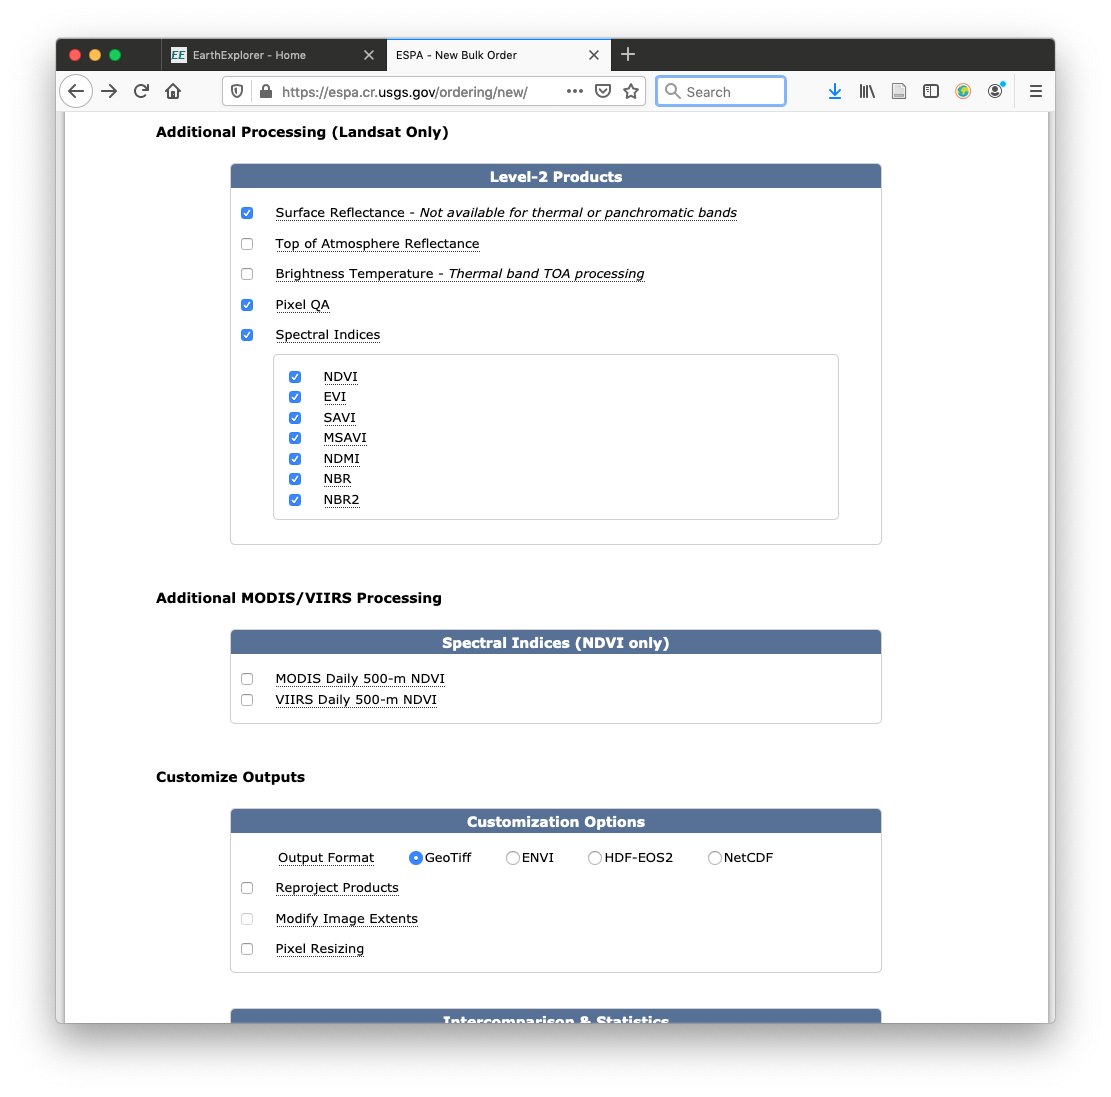 EE EarthExplorer - Home
ESPA - New Bulk Order
https://espa.cr.usgs.gov/ordering/new/
Search
Additional Processing (Landsat Only)
Level-2 Products
Surface Reflectance - Not available for thermal or panchromatic bands
Top of Atmosphere Reflectance
Brightness Temperature - Thermal band TOA processing
Pixel QA
Spectral Indices
NDVI
EVI
SAVI
MSAVI
NDMI
NBR
NBR2
Additional MODIS/VIIRS Processing
Spectral Indices (NDVI only)
MODIS Daily 500-m NDVI
VIIRS Daily 500-m NDVI
Customize Outputs
Customization Options
Output Format GeoTiff ENVI HDF-EOS2 NetCDF
Reproject Products
Modify Image Extents
Pixel Resizing
Intercomparison & Statistics